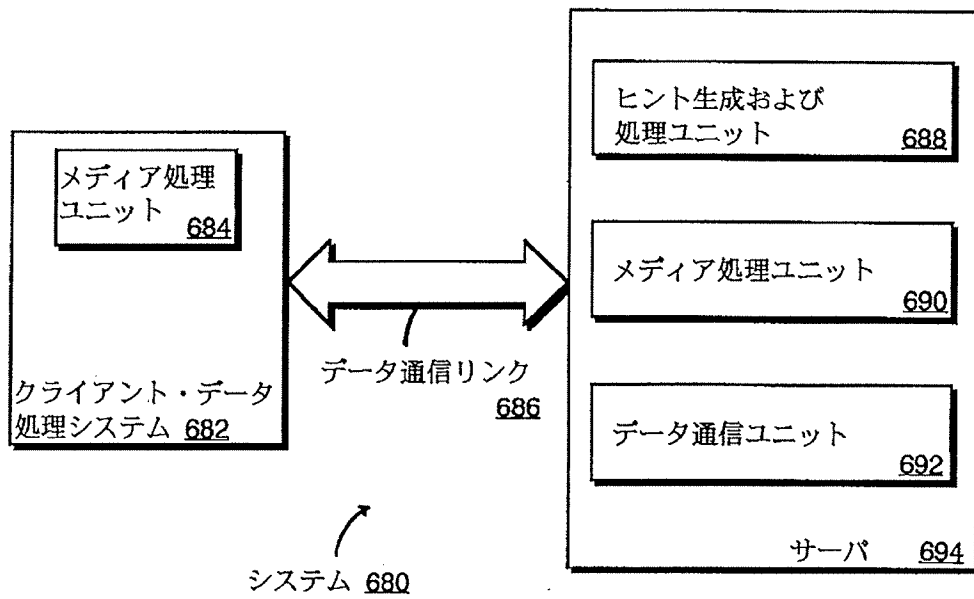 メディア処理
ユニット 684
クライアント・データ
処理システム 682
データ通信リンク
686
ヒント生成および
処理ユニット 688
メディア処理ユニット
690
データ通信ユニット
692
サーバ 694
システム 680